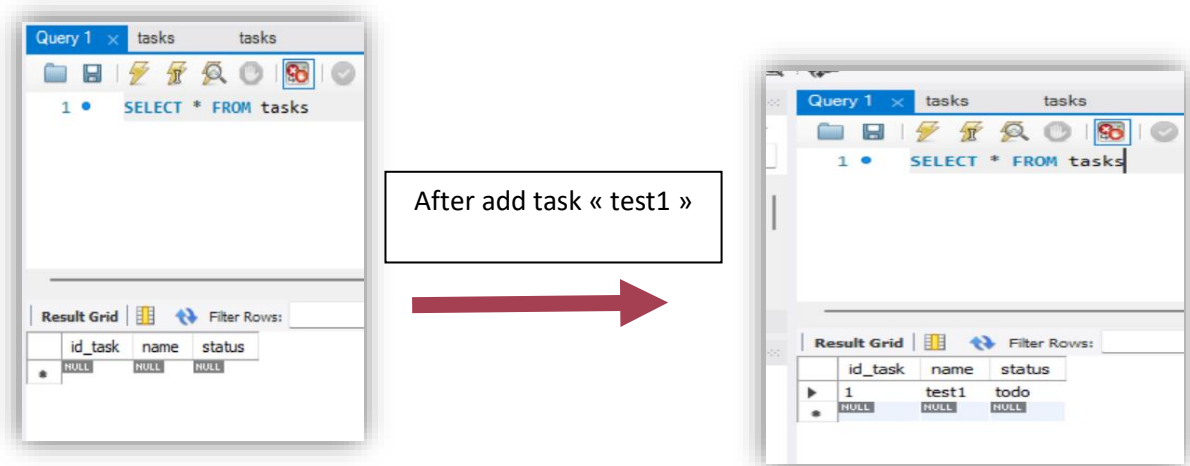 Query 1 tasks tasks
1 SELECT * FROM tasks
Result Grid Filter Rows:
id_task name status
NULL NULL NULL
After add task « test1 »
Query 1 tasks tasks
1 SELECT * FROM tasks
Result Grid Filter Rows:
id_task name status
1 test1 todo
NULL NULL NULL